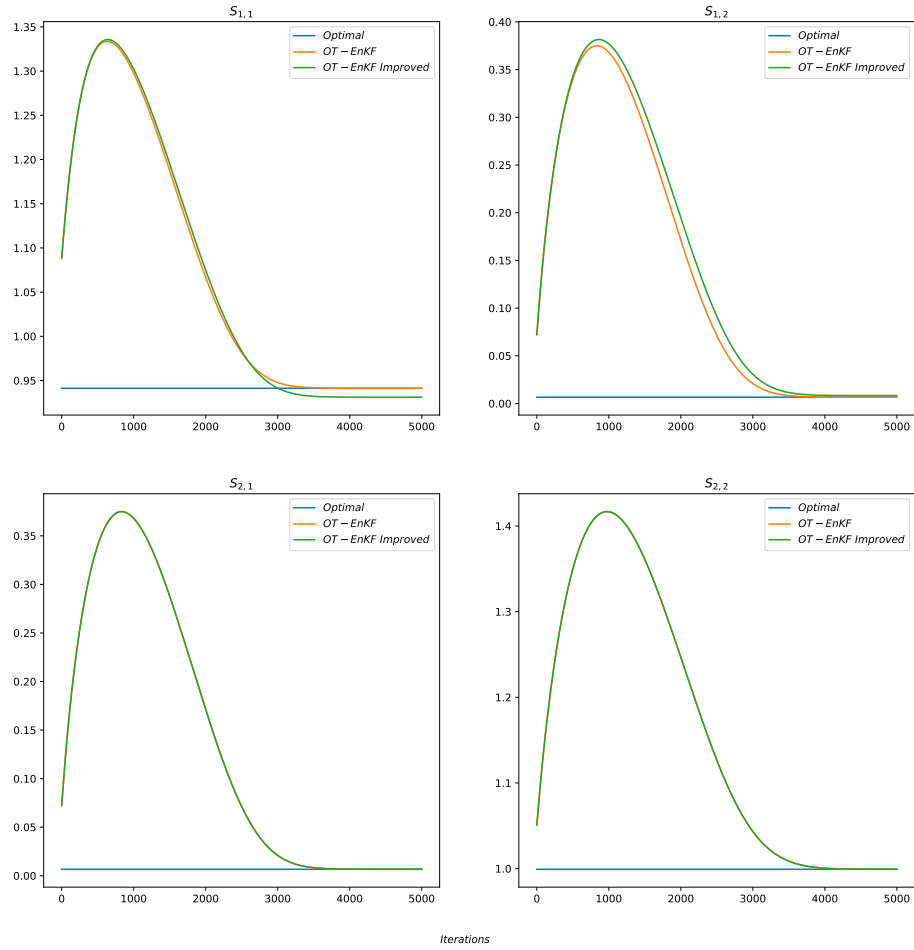 S1,1
1.35
1.30
1.25
1.20
1.15
1.10
1.05
1.00
0.95
0 1000 2000 3000 4000 5000
Optimal
OT − EnKF
OT − EnKF Improved
S1,2
0.40
0.35
0.30
0.25
0.20
0.15
0.10
0.05
0.00
0 1000 2000 3000 4000 5000
Optimal
OT − EnKF
OT − EnKF Improved
S2,1
0.35
0.30
0.25
0.20
0.15
0.10
0.05
0.00
0 1000 2000 3000 4000 5000
Optimal
OT − EnKF
OT − EnKF Improved
S2,2
1.4
1.3
1.2
1.1
1.0
0 1000 2000 3000 4000 5000
Optimal
OT − EnKF
OT − EnKF Improved
Iterations